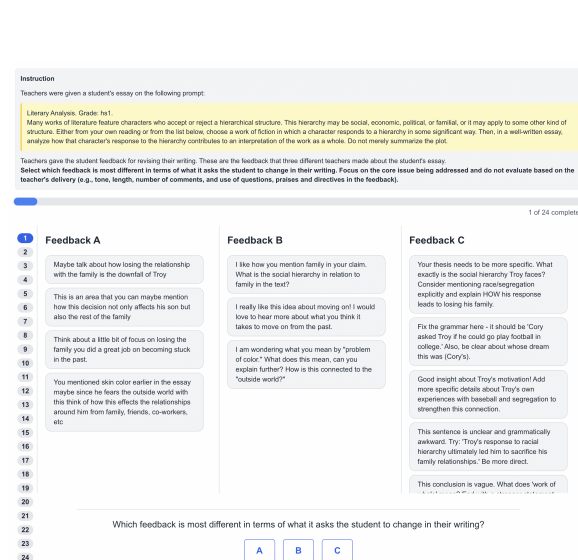 Instruction
Teachers were given a student's essay on the following prompt:
Literary Analysis. Grade: hs1.
Many works of literature feature characters who accept or reject a hierarchical structure. This hierarchy may be social, economic, political, or familial, or it may apply to some other kind of
structure. Either from your own reading or from the list below, choose a work of fiction in which a character responds to a hierarchy in some significant way. Then, in a well-written essay,
analyze how that character's response to the hierarchy contributes to an interpretation of the work as a whole. Do not merely summarize the plot.
Teachers gave the student feedback for revising their writing. These are the feedback that three different teachers made about the student's essay.
Select which feedback is most different in terms of what it asks the student to change in their writing. Focus on the core issue being addressed and do not evaluate based on the
teacher's delivery (e.g., tone, length, number of comments, and use of questions, praises and directives in the feedback).
1 of 24 complete
1
2
3
4
5
6
7
8
9
10
11
12
13
14
15
16
17
18
19
20
21
22
23
24
Feedback A
Maybe talk about how losing the relationship
with the family is the downfall of Troy
This is an area that you can maybe mention
how this decision not only affects his son but
also the rest of the family
Think about a little bit of focus on losing the
family you did a great job on becoming stuck
in the past.
You mentioned skin color earlier in the essay
maybe since he fears the outside world with
this think of how this effects the relationships
around him from family, friends, co-workers,
etc
Feedback B
I like how you mention family in your claim.
What is the social hierarchy in relation to
family in the text?
I really like this idea about moving on! I would
love to hear more about what you think it
takes to move on from the past.
I am wondering what you mean by "problem
of color." What does this mean, can you
explain further? How is this connected to the
"outside world?"
Feedback C
Your thesis needs to be more specific. What
exactly is the social hierarchy Troy faces?
Consider mentioning race/segregation
explicitly and explain HOW his response
leads to losing his family.
Fix the grammar here - it should be 'Cory
asked Troy if he could go play football in
college.' Also, be clear about whose dream
this was (Cory's).
Good insight about Troy's motivation! Add
more specific details about Troy's own
experiences with baseball and segregation to
strengthen this connection.
This sentence is unclear and grammatically
awkward. Try: 'Troy's response to racial
hierarchy ultimately led him to sacrifice his
family relationships.' Be more direct.
This conclusion is vague. What does 'work of
Which feedback is most different in terms of what it asks the student to change in their writing?
A B C